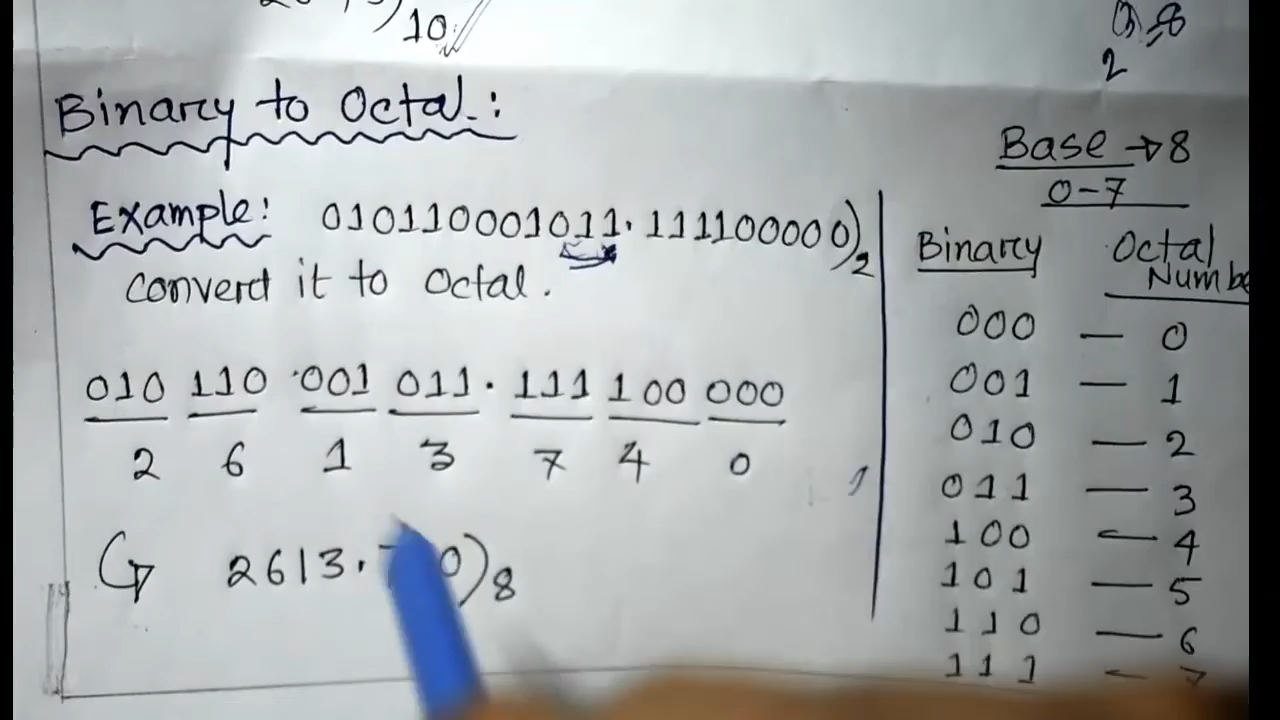 10
2
Binary to Octal :
Example: 010110001011.111100000)2
convert it to Octal.
010 110 001 011 . 111 100 000
2 6 1 3 7 4 0
2613. 0)8
Base → 8
0-7
Binary Octal
Number
000 — 0
001 — 1
010 — 2
011 — 3
100 — 4
101 — 5
110 — 6
111 — 7